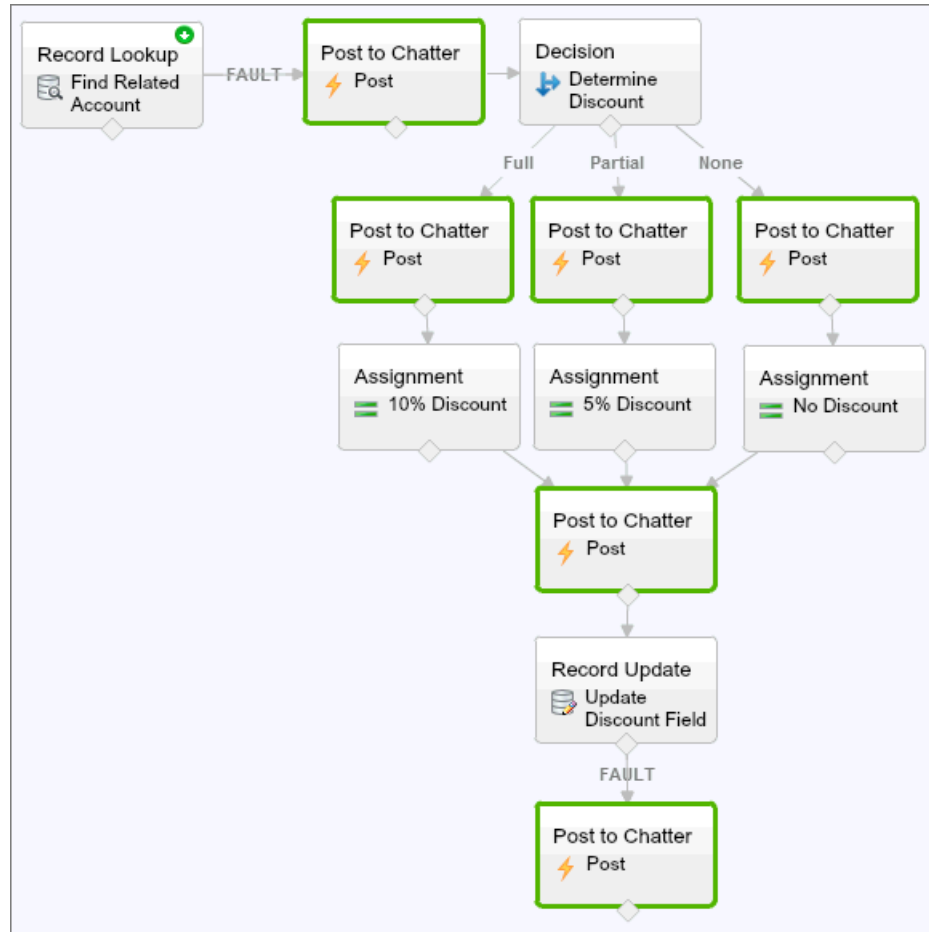 Record Lookup
Find Related
Account
FAULT
Post to Chatter
Post
Decision
Determine
Discount
Full
Partial
None
Post to Chatter
Post
Post to Chatter
Post
Post to Chatter
Post
Assignment
10% Discount
Assignment
5% Discount
Assignment
No Discount
Post to Chatter
Post
Record Update
Update
Discount Field
FAULT
Post to Chatter
Post